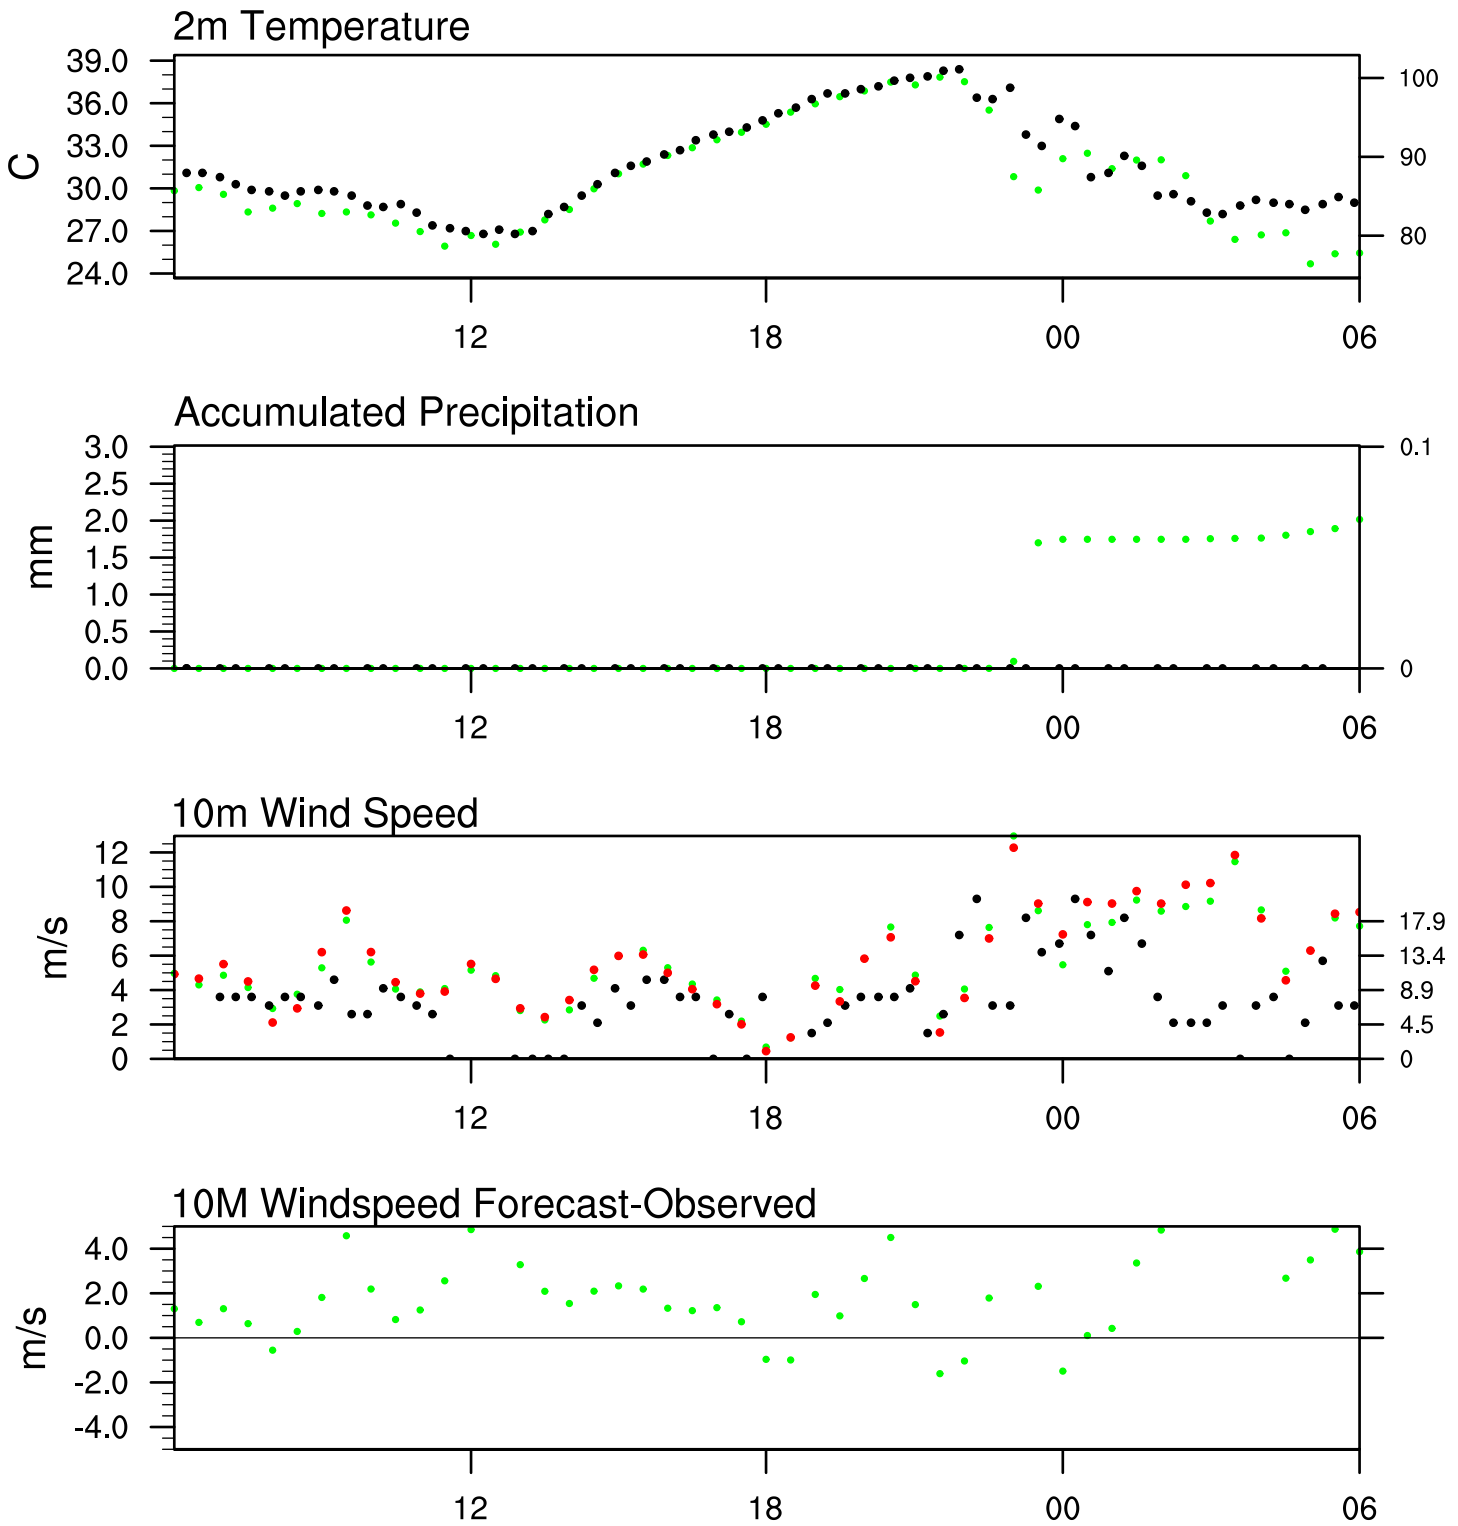 2m Temperature
39.0
36.0
33.0
30.0
27.0
24.0
C
100
90
80
12 18 00 06
Accumulated Precipitation
3.0
2.5
2.0
1.5
1.0
0.5
0.0
mm
0.1
0
12 18 00 06
10m Wind Speed
12
10
8
6
4
2
0
m/s
17.9
13.4
8.9
4.5
0
12 18 00 06
10M Windspeed Forecast-Observed
4.0
2.0
0.0
-2.0
-4.0
m/s
12 18 00 06